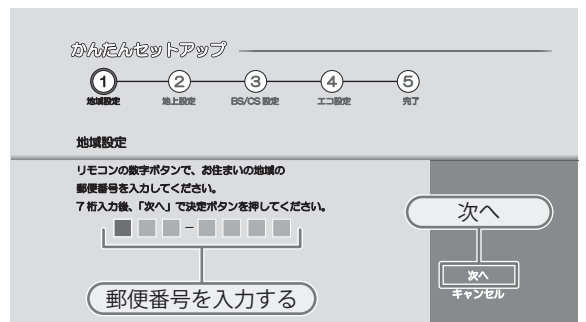 かんたんセットアップ
1 2 3 4 5
地域設定 地上設定 BS/CS 設定 エコ設定 完了
地域設定
リモコンの数字ボタンで、お住まいの地域の
郵便番号を入力してください。
7 桁入力後、「次へ」で決定ボタンを押してください。
–
郵便番号を入力する
次へ
次へ
キャンセル